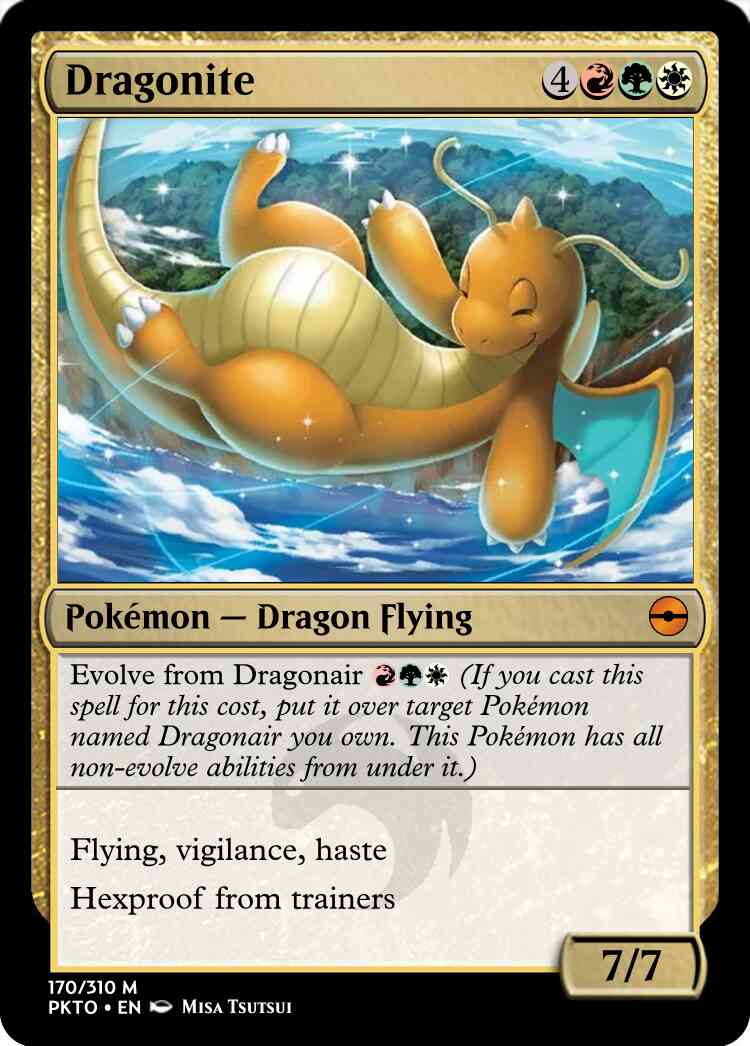 Dragonite 4
Pokémon — Dragon Flying
Evolve from Dragonair (If you cast this
spell for this cost, put it over target Pokémon
named Dragonair you own. This Pokémon has all
non-evolve abilities from under it.)
Flying, vigilance, haste
Hexproof from trainers
7/7
170/310 M
PKTO • EN Misa Tsutsui